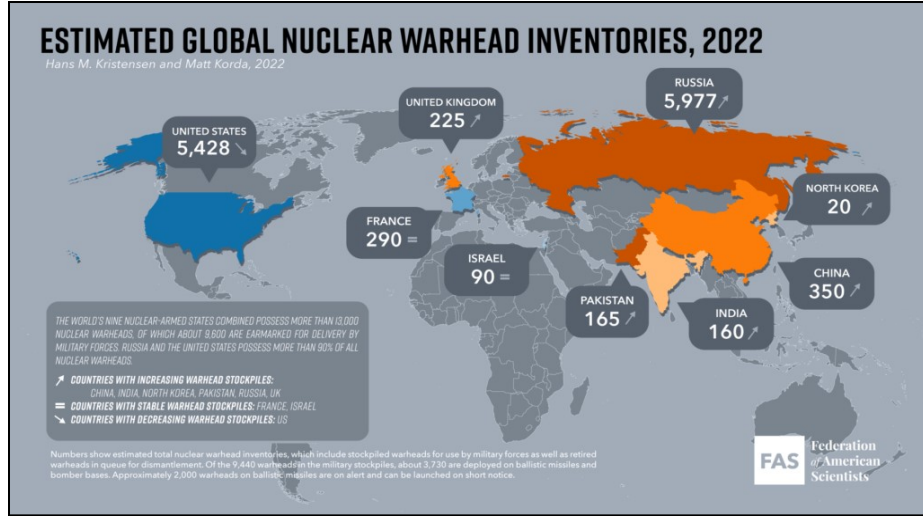 ESTIMATED GLOBAL NUCLEAR WARHEAD INVENTORIES, 2022
Hans M. Kristensen and Matt Korda, 2022
RUSSIA
5,977↗
UNITED KINGDOM
225 ↗
UNITED STATES
5,428 ↘
NORTH KOREA
20 ↗
FRANCE
290 =
ISRAEL
90 =
CHINA
350 ↗
PAKISTAN
165 ↗
INDIA
160 ↗
THE WORLD'S NINE NUCLEAR-ARMED STATES COMBINED POSSESS MORE THAN 13,000
NUCLEAR WARHEADS, OF WHICH ABOUT 9,600 ARE EARMARKED FOR DELIVERY BY
MILITARY FORCES. RUSSIA AND THE UNITED STATES POSSESS MORE THAN 90% OF ALL
NUCLEAR WARHEADS.
↗ COUNTRIES WITH INCREASING WARHEAD STOCKPILES:
CHINA, INDIA, NORTH KOREA, PAKISTAN, RUSSIA, UK
= COUNTRIES WITH STABLE WARHEAD STOCKPILES: FRANCE, ISRAEL
↘ COUNTRIES WITH DECREASING WARHEAD STOCKPILES: US
Numbers show estimated total nuclear warhead inventories, which include stockpiled warheads for use by military forces as well as retired
warheads in queue for dismantlement. Of the 9,440 warheads in the military stockpiles, about 3,730 are deployed on ballistic missiles and
bomber bases. Approximately 2,000 warheads on ballistic missiles are on alert and can be launched on short notice.
FAS
Federation
of American
Scientists